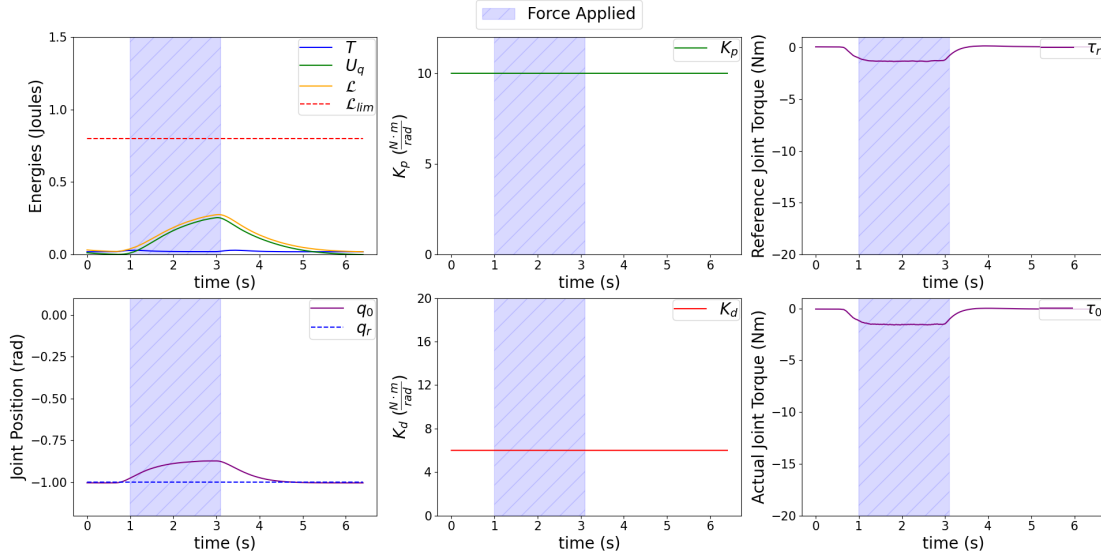 Force Applied
Energies (Joules)
1.5
1.0
0.5
0.0
0 1 2 3 4 5 6
time (s)
T
U_q
ℒ
ℒ_lim
K_p (N·m/rad)
10
5
0
0 1 2 3 4 5 6
time (s)
K_p
Reference Joint Torque (Nm)
0
−5
−10
−15
−20
0 1 2 3 4 5 6
time (s)
τ_r
Joint Position (rad)
0.00
−0.25
−0.50
−0.75
−1.00
0 1 2 3 4 5 6
time (s)
q_0
q_r
K_d (N·m/rad)
20
16
12
8
4
0
0 1 2 3 4 5 6
time (s)
K_d
Actual Joint Torque (Nm)
0
−5
−10
−15
−20
0 1 2 3 4 5 6
time (s)
τ_0